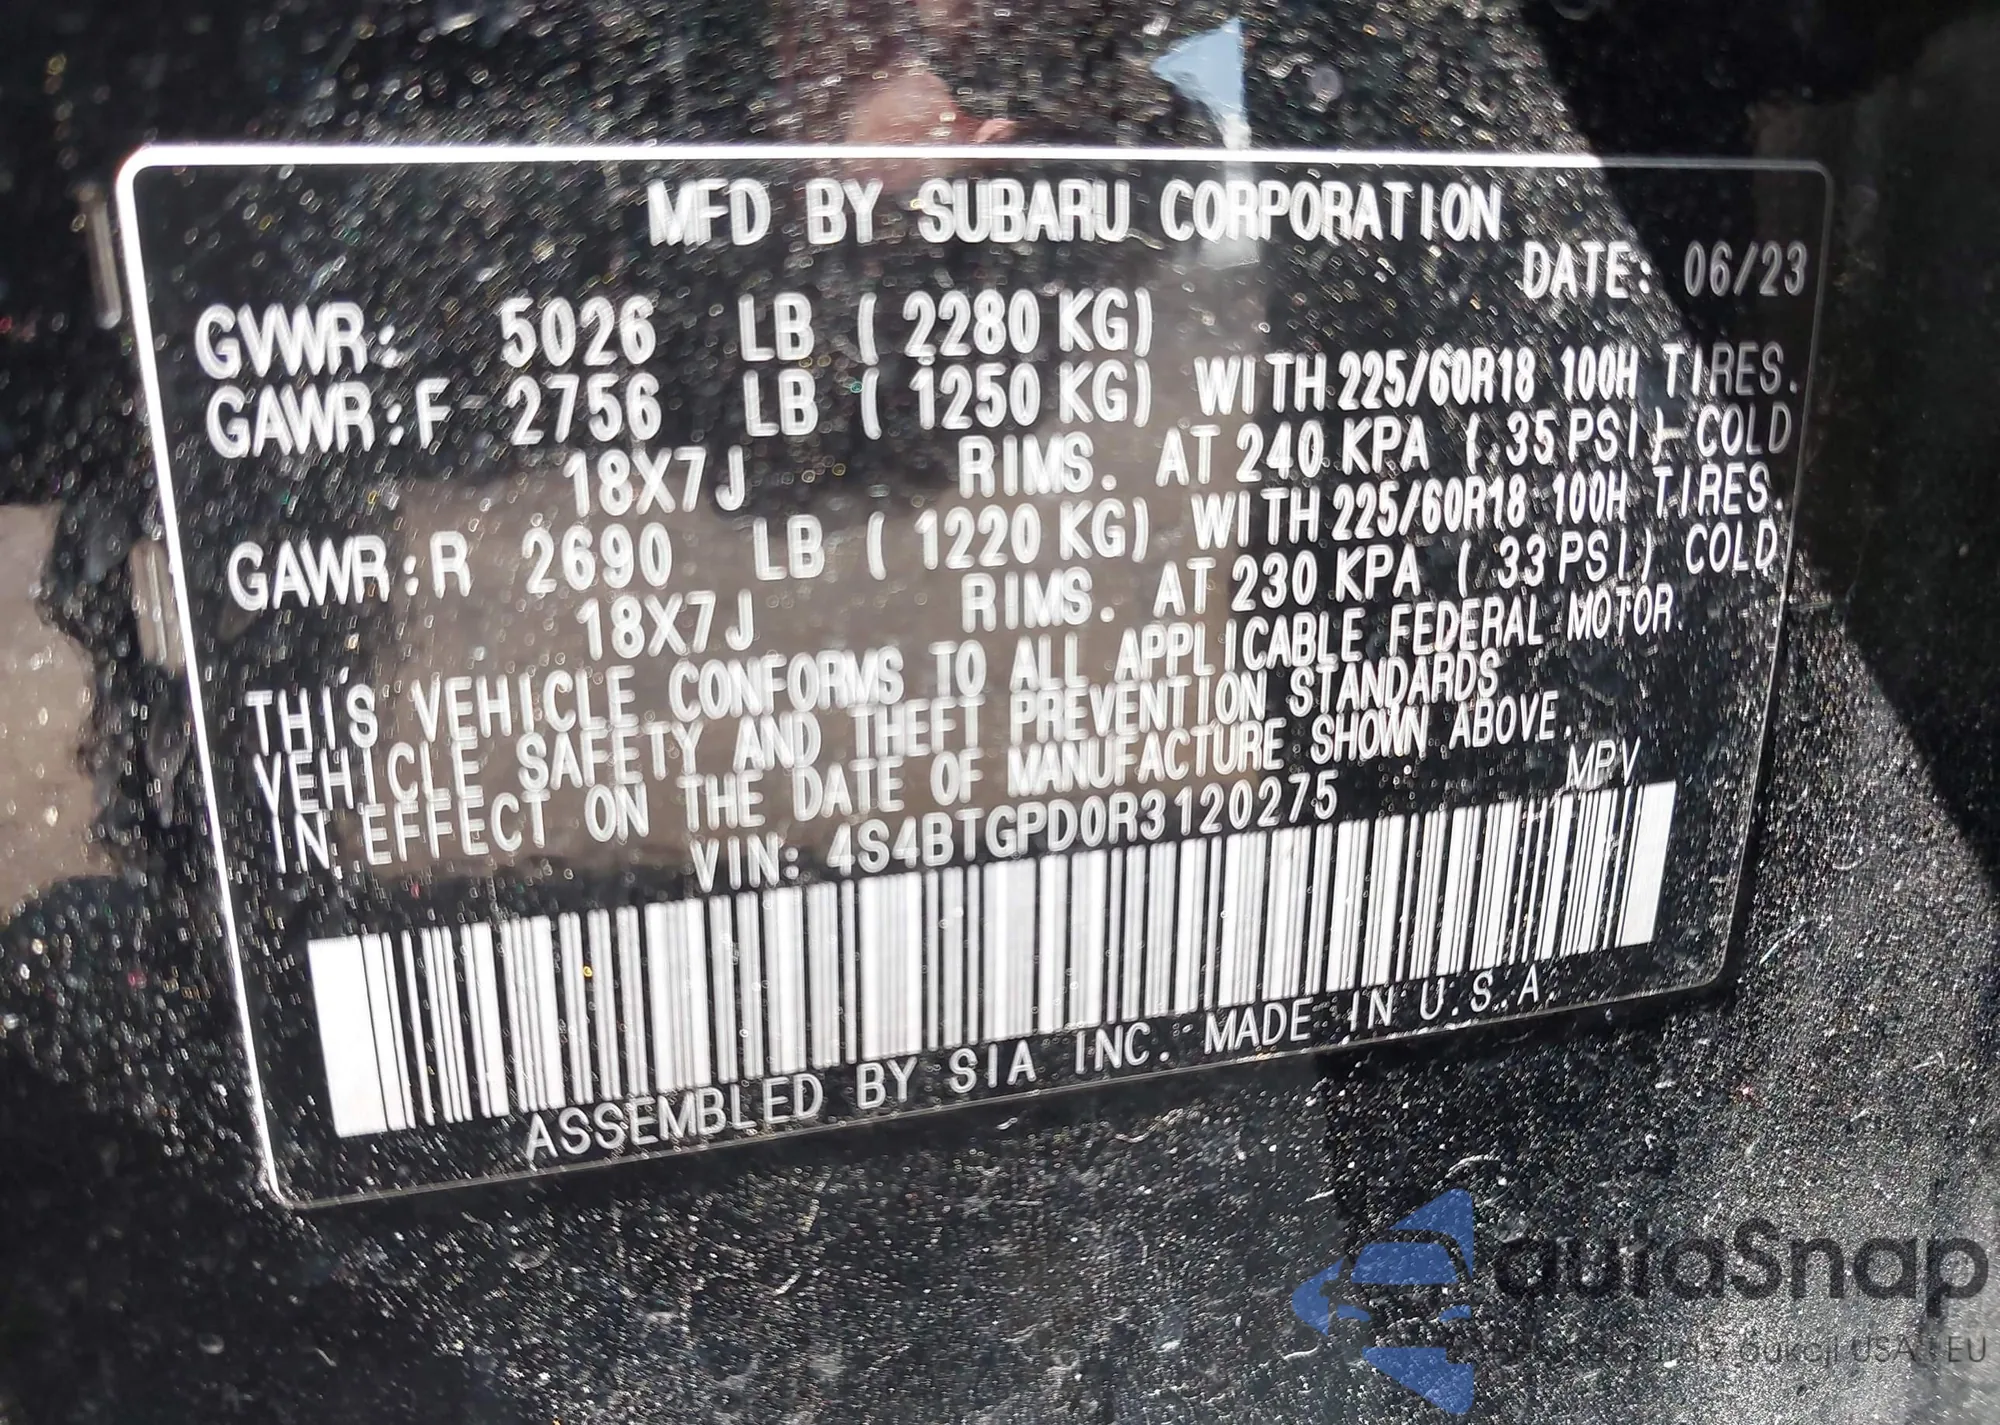 MFD BY SUBARU CORPORATION
DATE: 06/23
GVWR: 5026 LB ( 2280 KG)
GAWR:F 2756 LB ( 1250 KG) WITH 225/60R18 100H TIRES.
18X7J RIMS. AT 240 KPA ( 35 PSI) COLD
GAWR:R 2690 LB ( 1220 KG) WITH 225/60R18 100H TIRES.
18X7J RIMS. AT 230 KPA ( 33 PSI) COLD
THIS VEHICLE CONFORMS TO ALL APPLICABLE FEDERAL MOTOR
VEHICLE SAFETY AND THEFT PREVENTION STANDARDS
IN EFFECT ON THE DATE OF MANUFACTURE SHOWN ABOVE.
VIN: 4S4BTGPD0R3120275 MPV
ASSEMBLED BY SIA INC. MADE IN U.S.A.
autoSnap
USA i EU